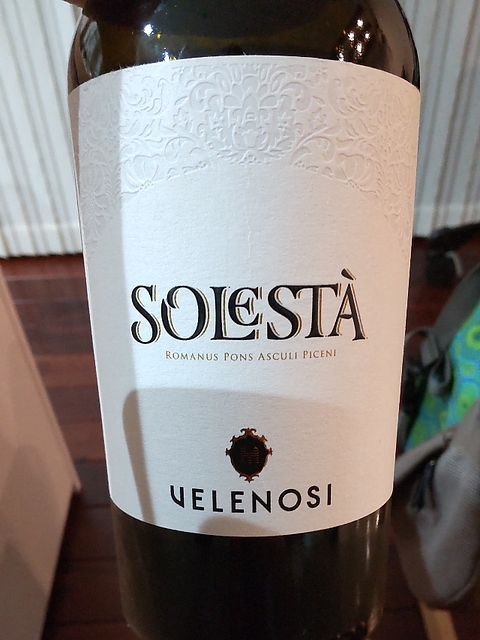 SOLESTÀ
ROMANUS PONS ASCULI PICENI
VELENOSI